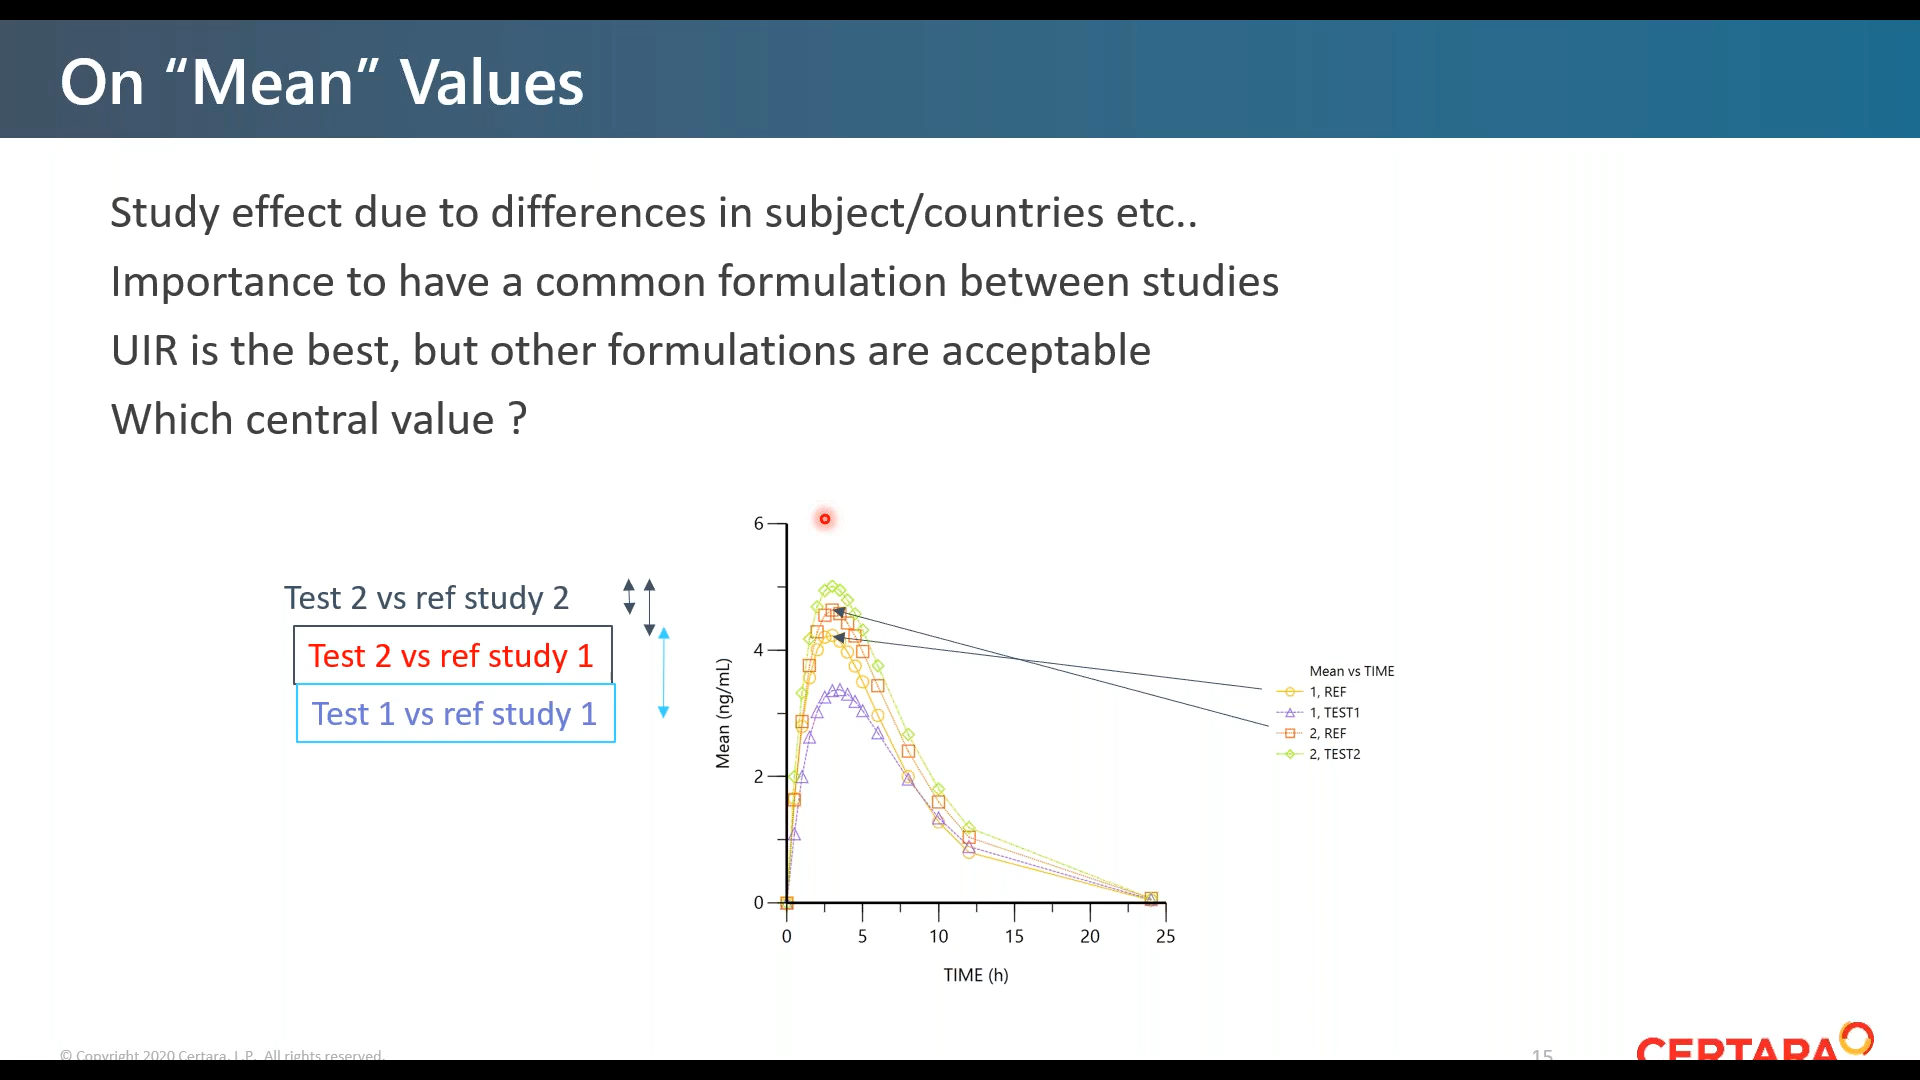 On “Mean” Values
Study effect due to differences in subject/countries etc..
Importance to have a common formulation between studies
UIR is the best, but other formulations are acceptable
Which central value ?
Test 2 vs ref study 2
Test 2 vs ref study 1
Test 1 vs ref study 1
6
4
2
0
Mean (ng/mL)
0 5 10 15 20 25
TIME (h)
Mean vs TIME
1, REF
1, TEST1
2, REF
2, TEST2
© Copyright 2020 Certara, L.P. All rights reserved.
15
CERTARA